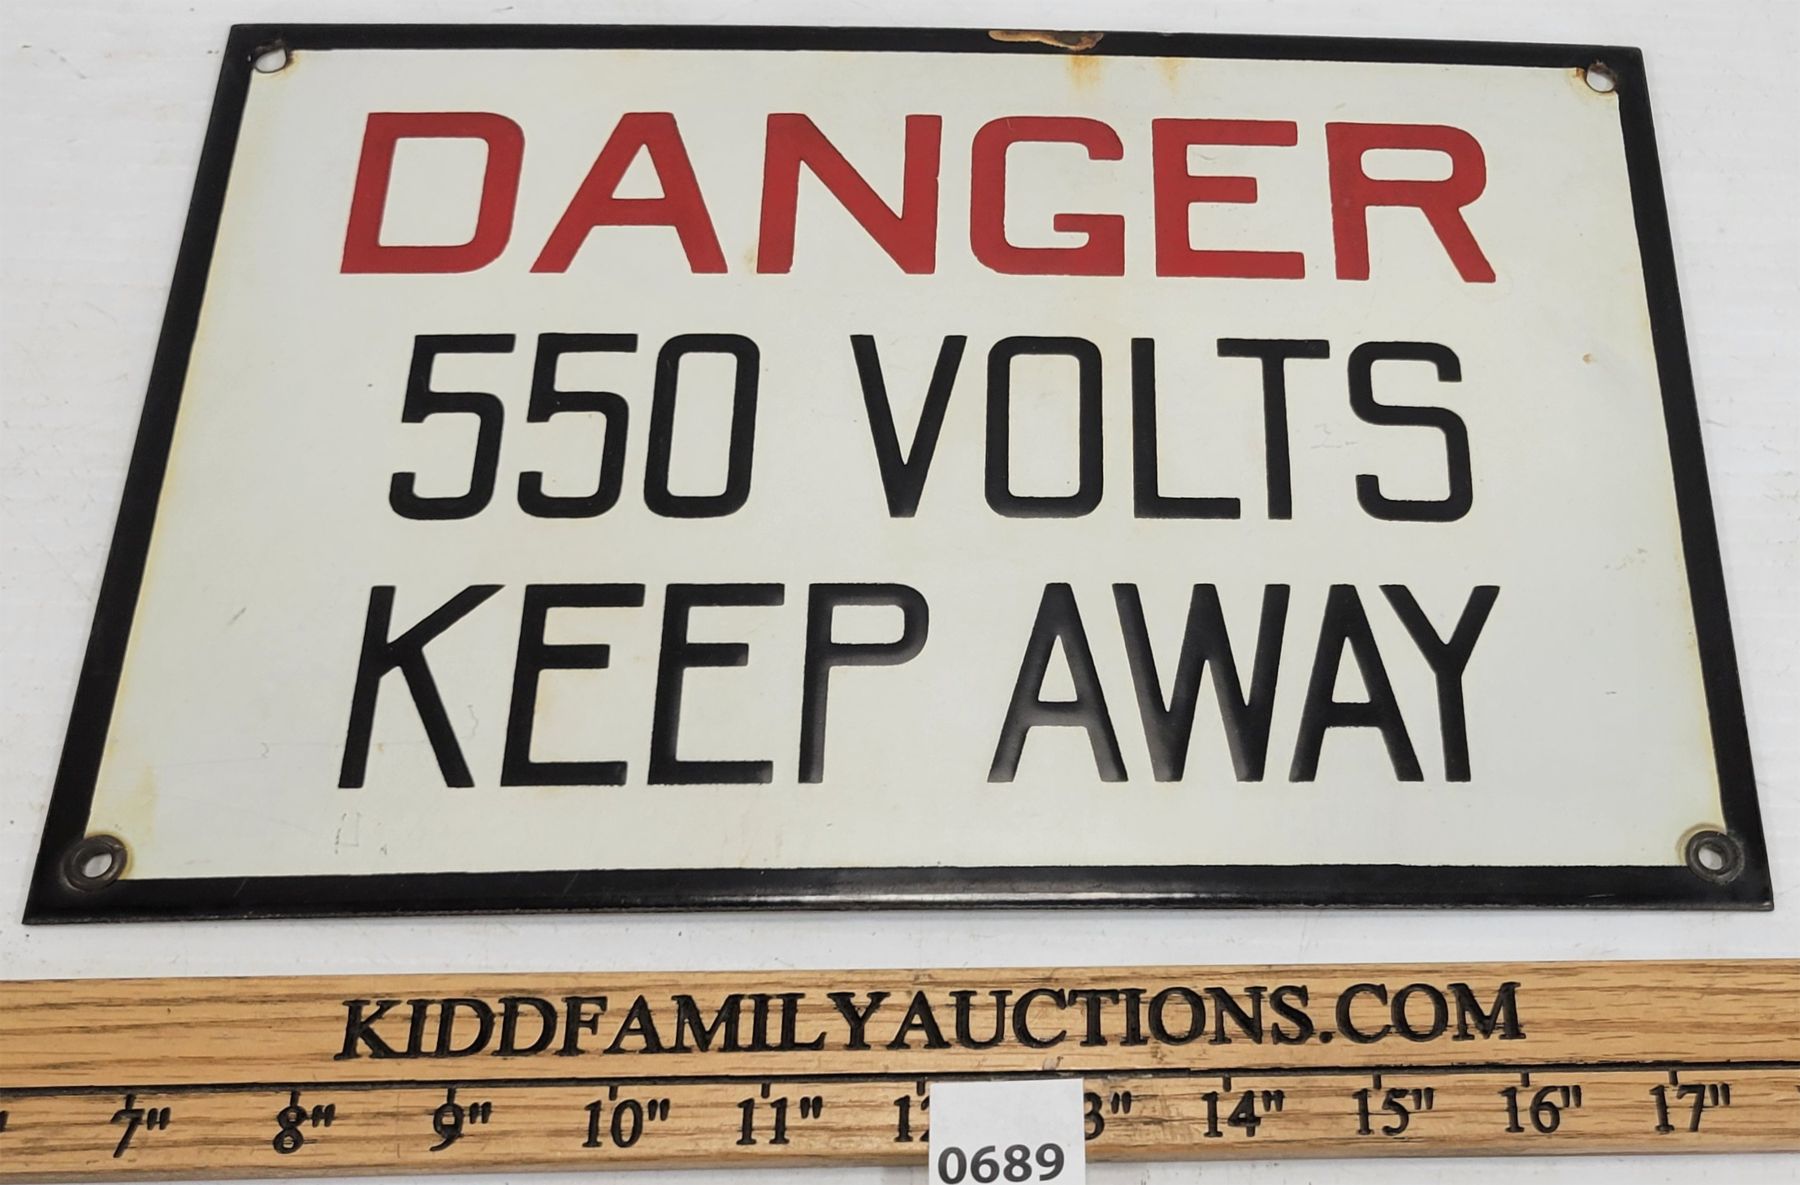 DANGER
550 VOLTS
KEEP AWAY
KIDDFAMILYAUCTIONS.COM
7" 8" 9" 10" 11" 14" 15" 16" 17"
0689